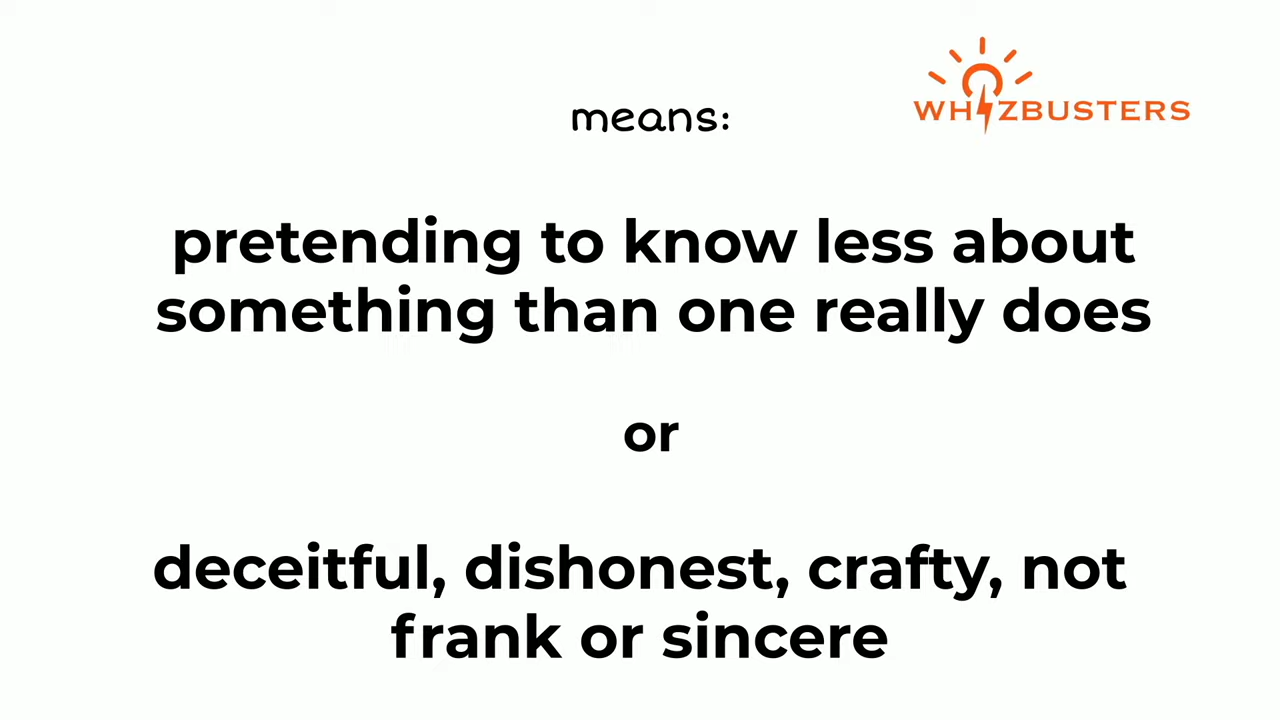 WHIZBUSTERS
means:
pretending to know less about
something than one really does
or
deceitful, dishonest, crafty, not
frank or sincere